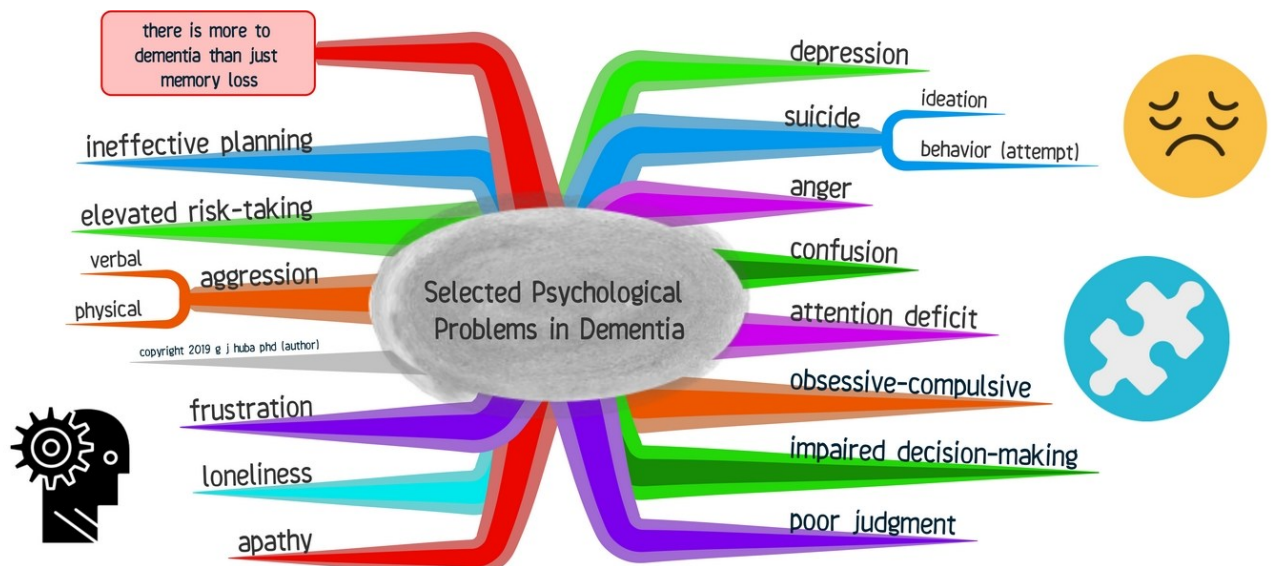 there is more to
dementia than just
memory loss
ineffective planning
elevated risk-taking
aggression
verbal
physical
copyright 2019 g j huba phd (author)
frustration
loneliness
apathy
Selected Psychological
Problems in Dementia
depression
suicide
ideation
behavior (attempt)
anger
confusion
attention deficit
obsessive-compulsive
impaired decision-making
poor judgment